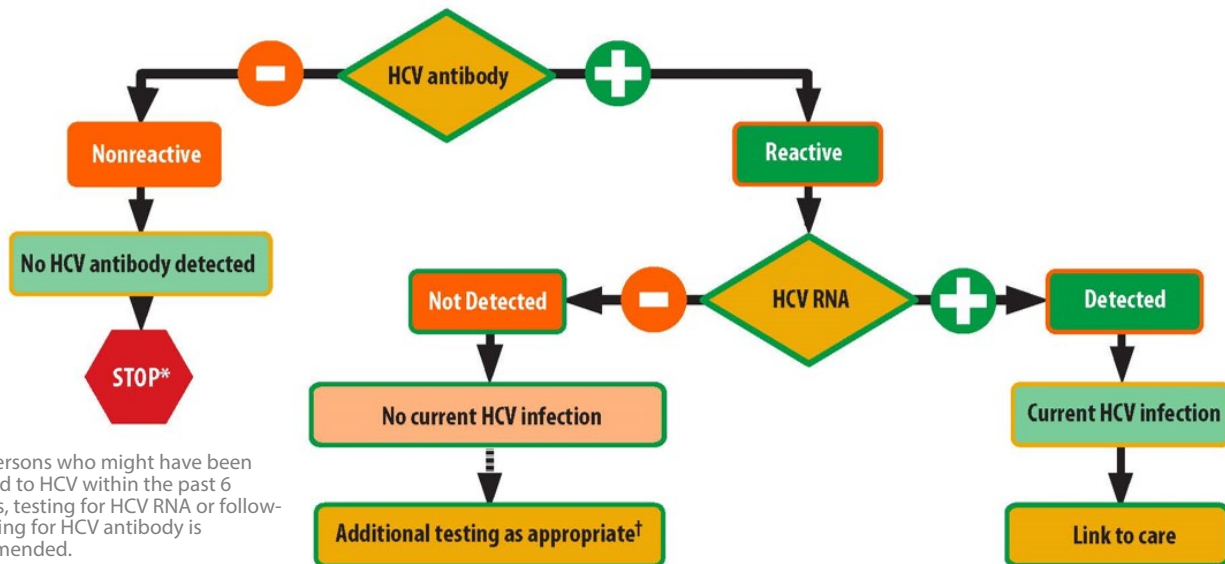 HCV antibody
Nonreactive
Reactive
No HCV antibody detected
Not Detected
HCV RNA
Detected
STOP*
No current HCV infection
Current HCV infection
ersons who might have been
d to HCV within the past 6
s, testing for HCV RNA or follow-
ing for HCV antibody is
mended.
Additional testing as appropriate†
Link to care